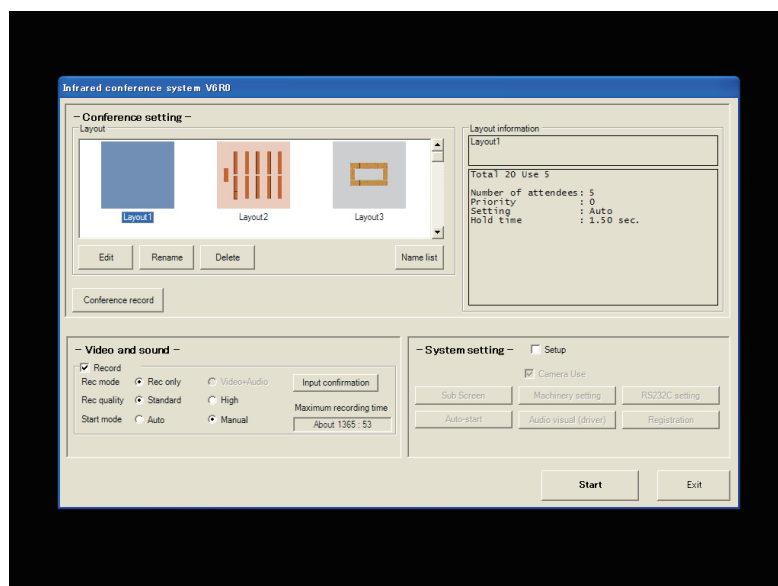 Infrared conference system V6R0
– Conference setting –
Layout
Layout1
Layout2
Layout3
Edit
Rename
Delete
Name list
Conference record
Layout information
Layout1
Total 20 Use 5
Number of attendees: 5
Priority : 0
Setting : Auto
Hold time : 1.50 sec.
– Video and sound –
Record
Rec mode Rec only Video+Audio Input confirmation
Rec quality Standard High Maximum recording time
Start mode Auto Manual About 1365 : 53
– System setting – Setup
Camera Use
Sub Screen Machinery setting RS232C setting
Auto-start Audio visual (driver) Registration
Start Exit